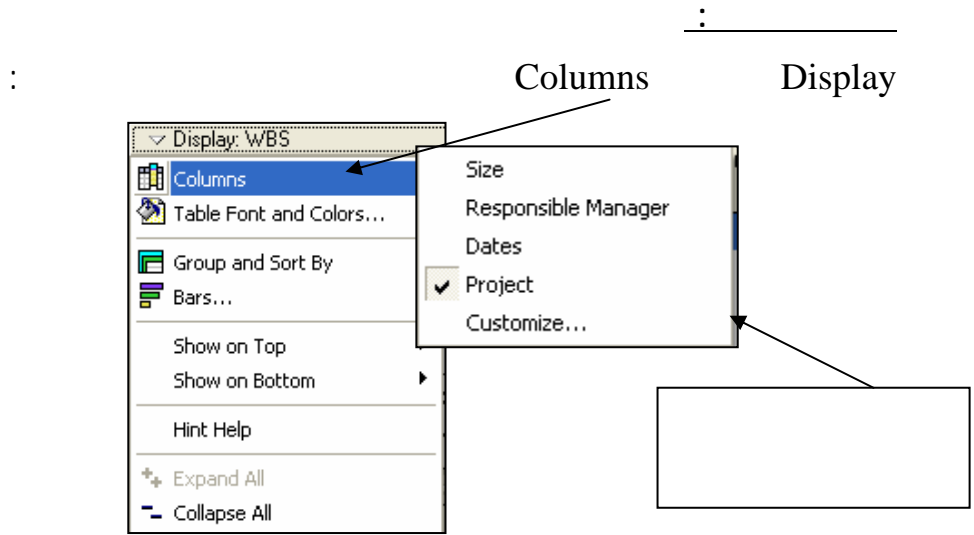 :
Display Columns :
Display: WBS
Columns
Table Font and Colors...
Group and Sort By
Bars...
Show on Top
Show on Bottom
Hint Help
Expand All
Collapse All
Size
Responsible Manager
Dates
Project
Customize...